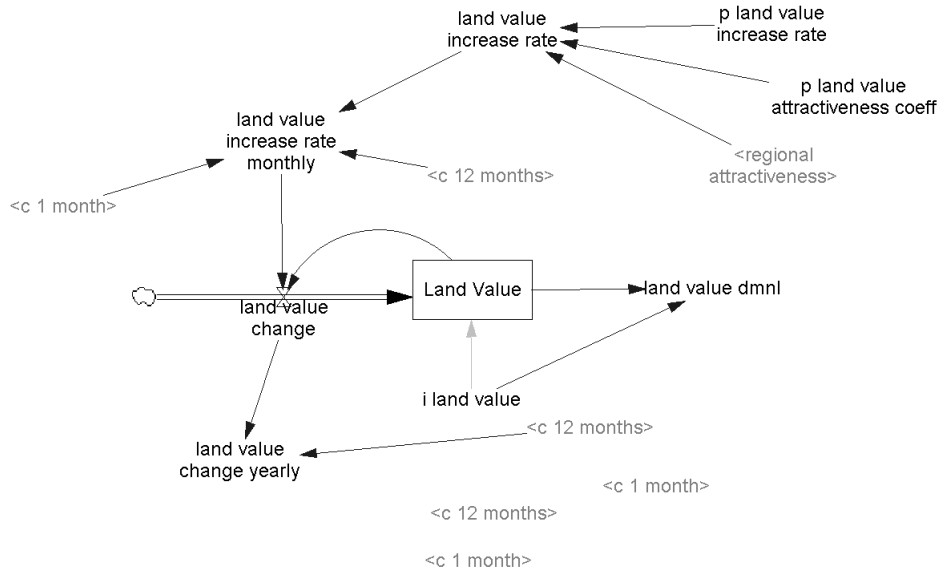 land value
increase rate
p land value
increase rate
p land value
attractiveness coeff
land value
increase rate
monthly
<regional
attractiveness>
<c 12 months>
<c 1 month>
Land Value
land value dmnl
land value
change
i land value
<c 12 months>
land value
change yearly
<c 1 month>
<c 12 months>
<c 1 month>